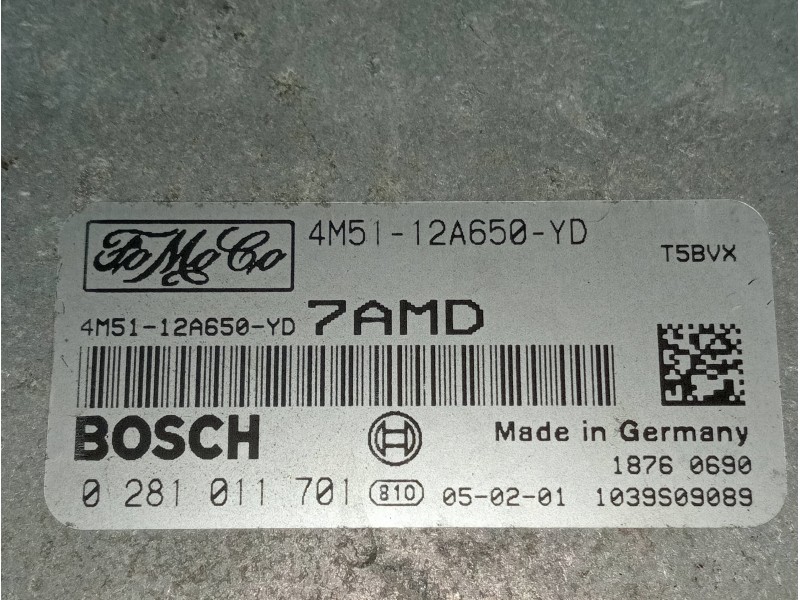 FoMoCo 4M51-12A650-YD T5BVX
4M51-12A650-YD 7AMD
BOSCH Made in Germany
1876 0690
0 281 011 701 810 05-02-01 1039S09089